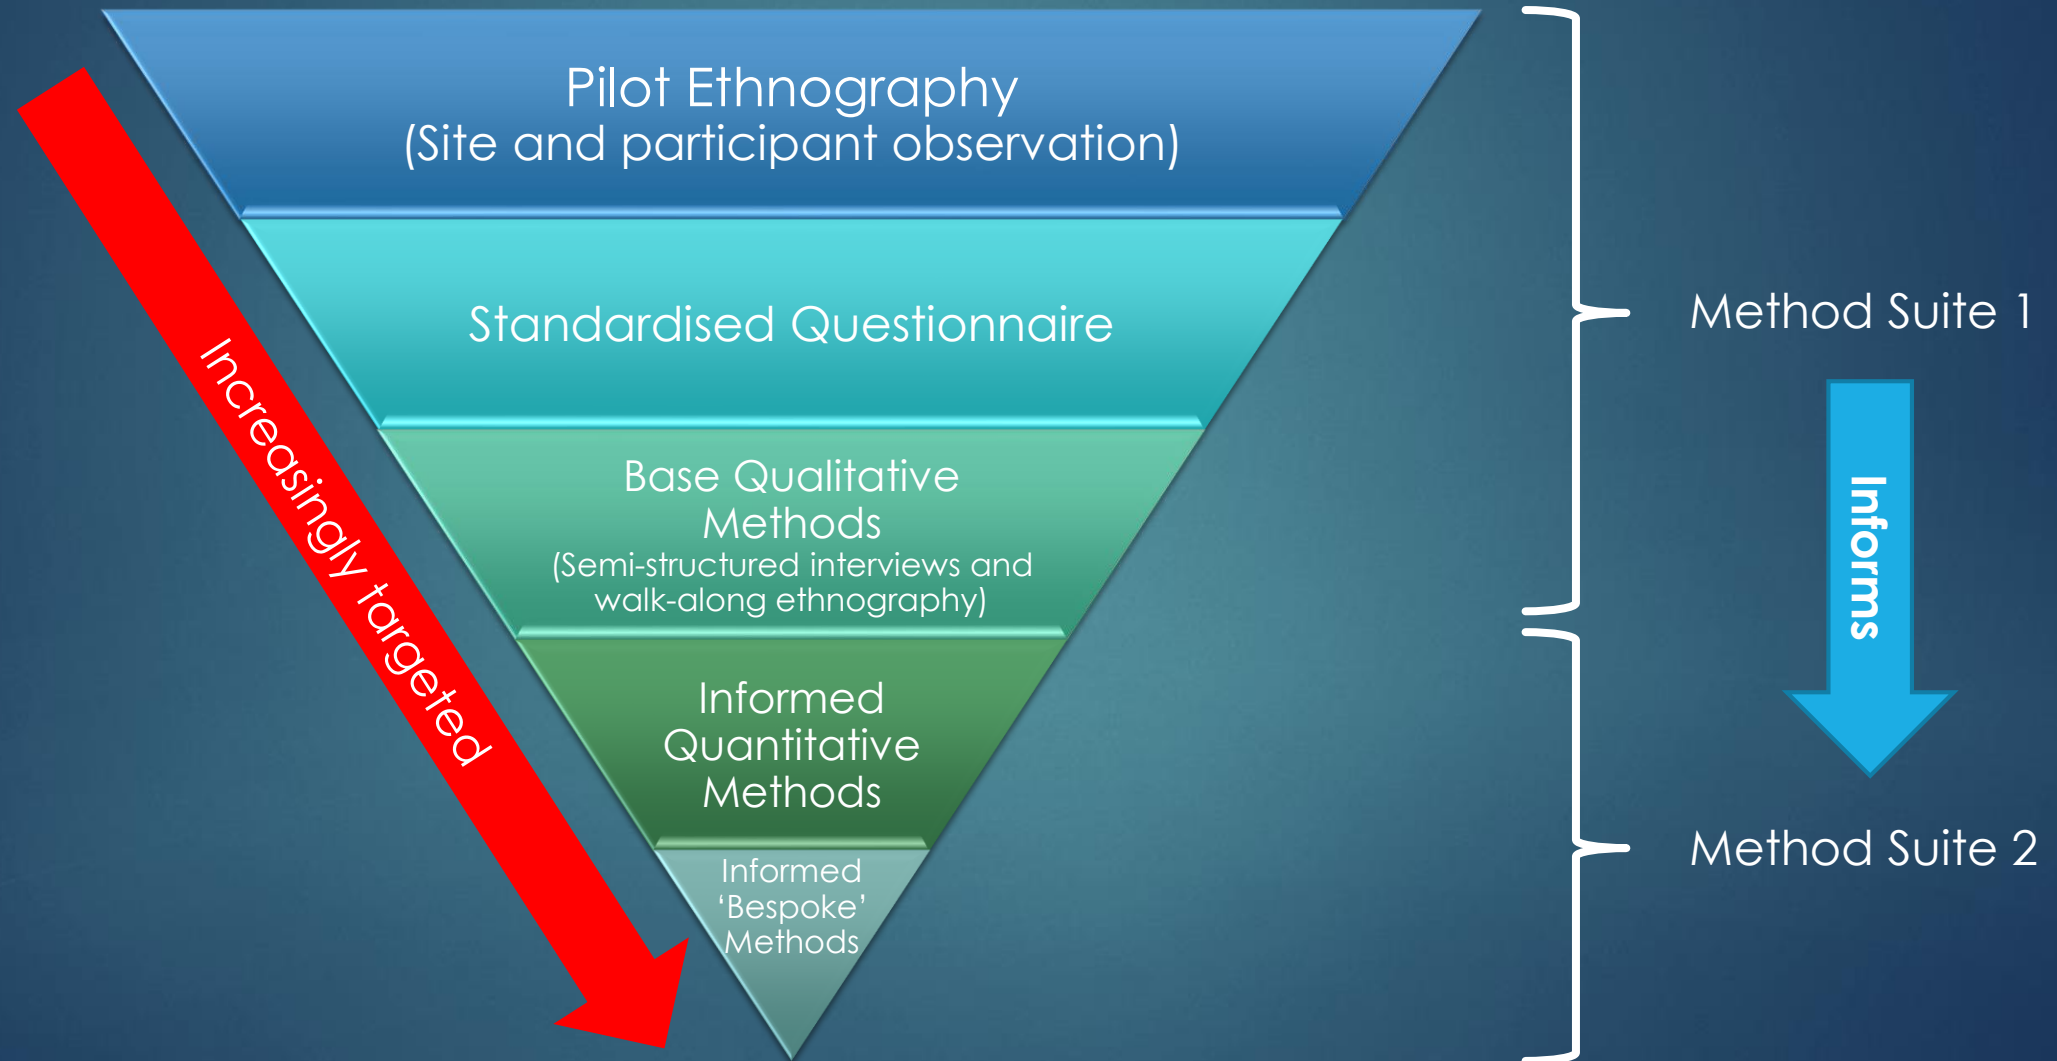 Pilot Ethnography
(Site and participant observation)
Standardised Questionnaire
Base Qualitative
Methods
(Semi-structured interviews and
walk-along ethnography)
Informed
Quantitative
Methods
Informed
‘Bespoke’
Methods
Increasingly targeted
Method Suite 1
Informs
Method Suite 2